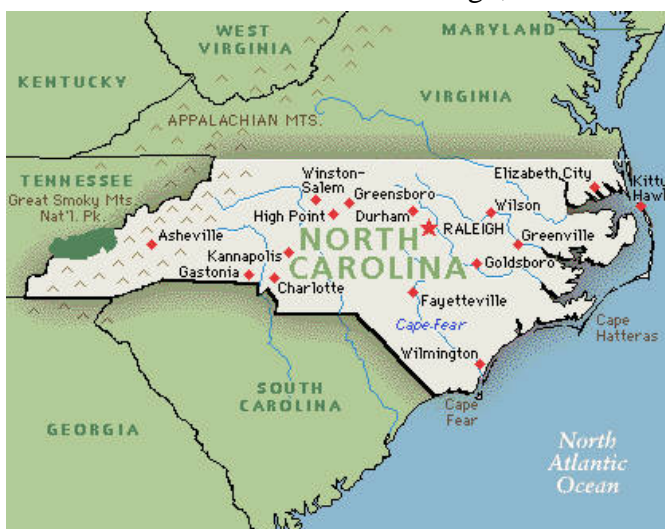 WEST
VIRGINIA
MARYLAND
KENTUCKY
VIRGINIA
APPALACHIAN MTS.
TENNESSEE
Great Smoky Mts.
Nat'l. Pk.
Winston-
Salem
Greensboro
High Point
Durham
RALEIGH
Elizabeth City
Kitty
Hawk
Wilson
Greenville
Asheville
Kannapolis
Gastonia
Charlotte
NORTH
CAROLINA
Goldsboro
Fayetteville
Cape Fear
Wilmington
Cape
Hatteras
SOUTH
CAROLINA
Cape
Fear
GEORGIA
North
Atlantic
Ocean